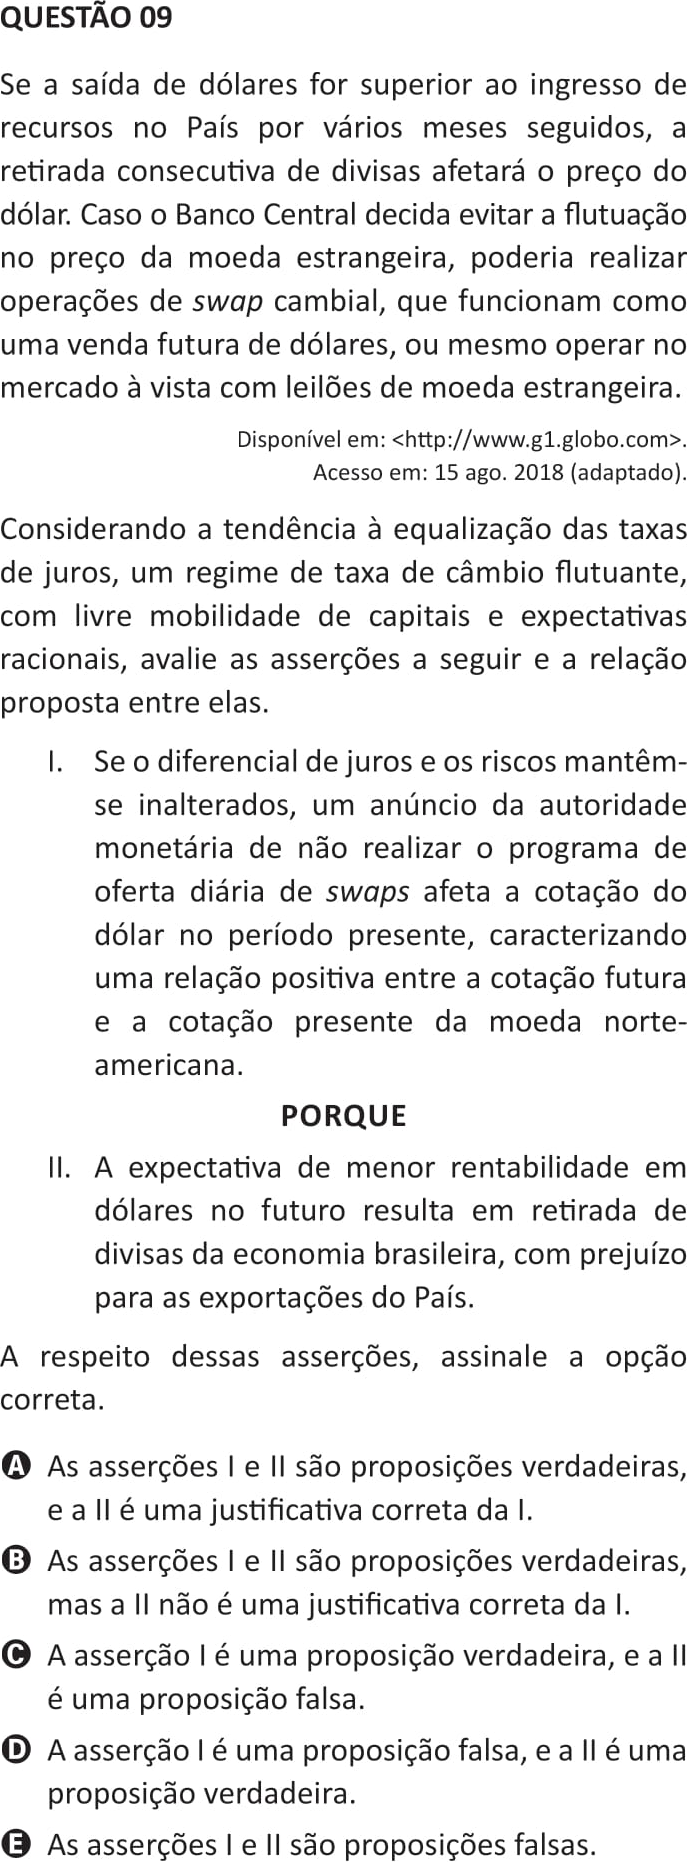 QUESTÃO 09
Se a saída de dólares for superior ao ingresso de
recursos no País por vários meses seguidos, a
retirada consecutiva de divisas afetará o preço do
dólar. Caso o Banco Central decida evitar a flutuação
no preço da moeda estrangeira, poderia realizar
operações de swap cambial, que funcionam como
uma venda futura de dólares, ou mesmo operar no
mercado à vista com leilões de moeda estrangeira.
Disponível em: <http://www.g1.globo.com>.
Acesso em: 15 ago. 2018 (adaptado).
Considerando a tendência à equalização das taxas
de juros, um regime de taxa de câmbio flutuante,
com livre mobilidade de capitais e expectativas
racionais, avalie as asserções a seguir e a relação
proposta entre elas.
I. Se o diferencial de juros e os riscos mantêm-
se inalterados, um anúncio da autoridade
monetária de não realizar o programa de
oferta diária de swaps afeta a cotação do
dólar no período presente, caracterizando
uma relação positiva entre a cotação futura
e a cotação presente da moeda norte-
americana.
PORQUE
II. A expectativa de menor rentabilidade em
dólares no futuro resulta em retirada de
divisas da economia brasileira, com prejuízo
para as exportações do País.
A respeito dessas asserções, assinale a opção
correta.
A As asserções I e II são proposições verdadeiras,
e a II é uma justificativa correta da I.
B As asserções I e II são proposições verdadeiras,
mas a II não é uma justificativa correta da I.
C A asserção I é uma proposição verdadeira, e a II
é uma proposição falsa.
D A asserção I é uma proposição falsa, e a II é uma
proposição verdadeira.
E As asserções I e II são proposições falsas.